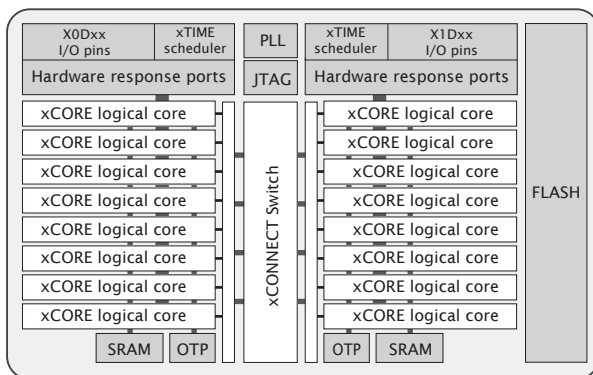 X0Dxx
I/O pins
xTIME
scheduler
PLL
xTIME
scheduler
X1Dxx
I/O pins
Hardware response ports
JTAG
Hardware response ports
xCORE logical core
xCORE logical core
xCORE logical core
xCORE logical core
xCORE logical core
xCORE logical core
xCORE logical core
xCORE logical core
SRAM
OTP
xCONNECT Switch
xCORE logical core
xCORE logical core
xCORE logical core
xCORE logical core
xCORE logical core
xCORE logical core
xCORE logical core
xCORE logical core
OTP
SRAM
FLASH